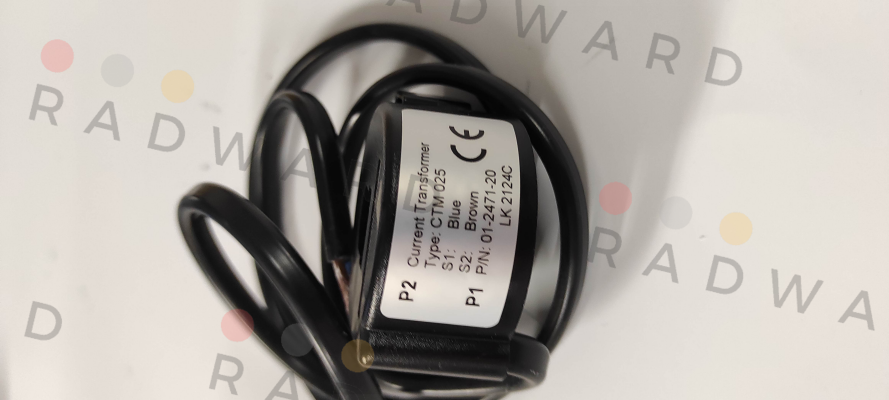 RADWARD
RADWARD
P2 Current Transformer
Type: CTM 025
S1: Blue
S2: Brown
P1 P/N: 01-2471-20
LK 2124C
CE
RADWARD
D
RA